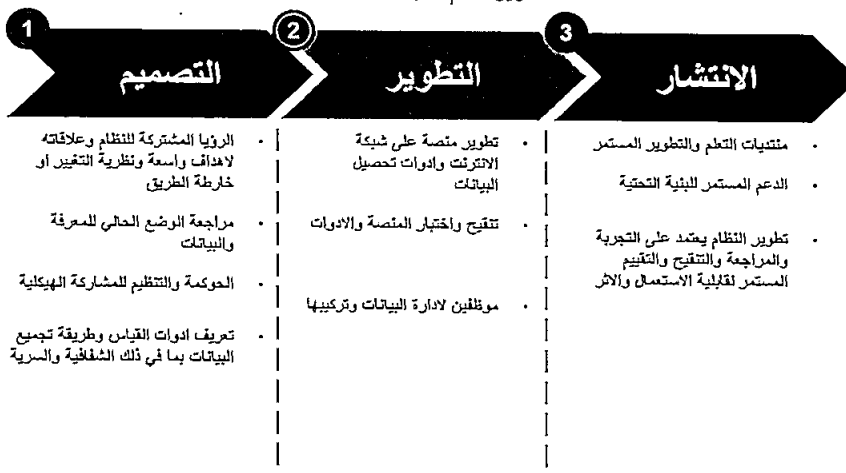 1
التصميم
• الرؤيا المشتركة للنظام وعلاقاته
لاهداف واسعة ونظرية التغيير او
خارطة الطريق
• مراجعة الوضع الحالي للمعرفة
والبيانات
• الحوكمة والتنظيم للمشاركة الهيكلية
• تعريف ادوات القياس وطريقة تجميع
البيانات بما في ذلك الشفافية والسرية
2
التطوير
• تطوير منصة على شبكة
الانترنت وادوات تحصيل
البيانات
• تنقيح واختبار المنصة والادوات
• موظفين لادارة البيانات وتركيبها
3
الانتشار
• منتديات التعلم والتطوير المستمر
• الدعم المستمر للبنية التحتية
• تطوير النظام يعتمد على التجربة
والمراجعة والتنقيح والتقييم
المستمر لقابلية الاستعمال والاثر